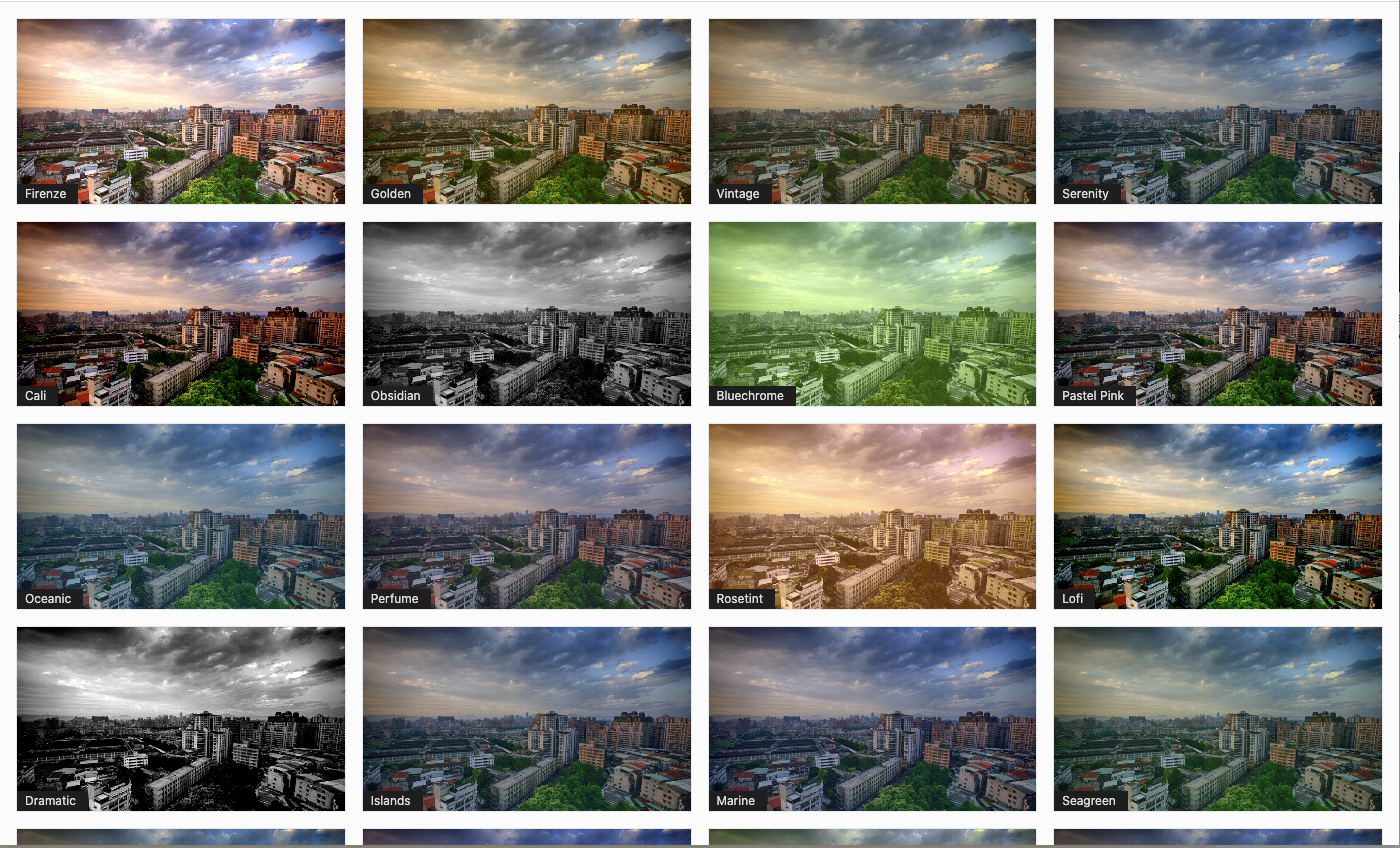 Firenze
Golden
Vintage
Serenity
Cali
Obsidian
Bluechrome
Pastel Pink
Oceanic
Perfume
Rosetint
Lofi
Dramatic
Islands
Marine
Seagreen